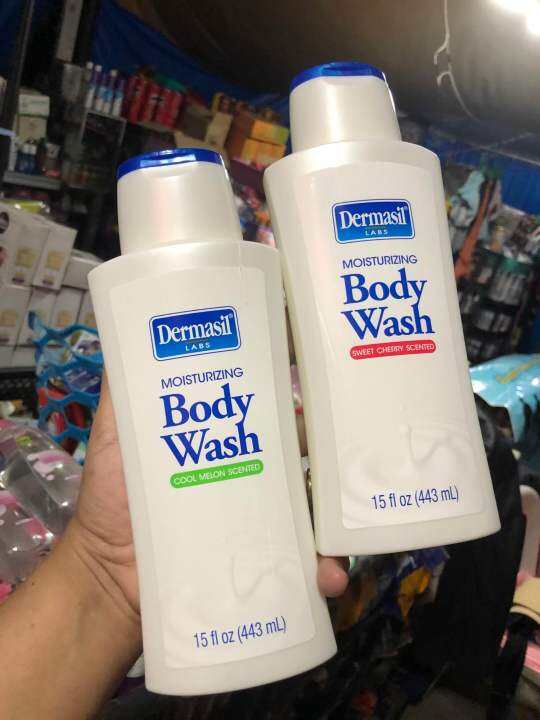 Dermasil
LABS
MOISTURIZING
Body
Wash
COOL MELON SCENTED
15 fl oz (443 mL)
Dermasil
LABS
MOISTURIZING
Body
Wash
SWEET CHERRY SCENTED
15 fl oz (443 mL)